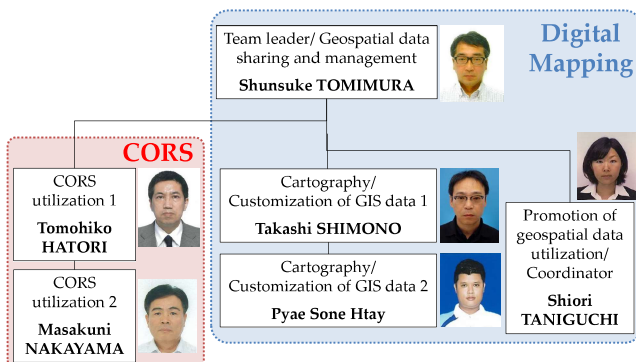 Team leader/ Geospatial data
sharing and management
Shunsuke TOMIMURA
Digital
Mapping
CORS
CORS
utilization 1
Tomohiko
HATORI
CORS
utilization 2
Masakuni
NAKAYAMA
Cartography/
Customization of GIS data 1
Takashi SHIMONO
Cartography/
Customization of GIS data 2
Pyae Sone Htay
Promotion of
geospatial data
utilization/
Coordinator
Shiori
TANIGUCHI